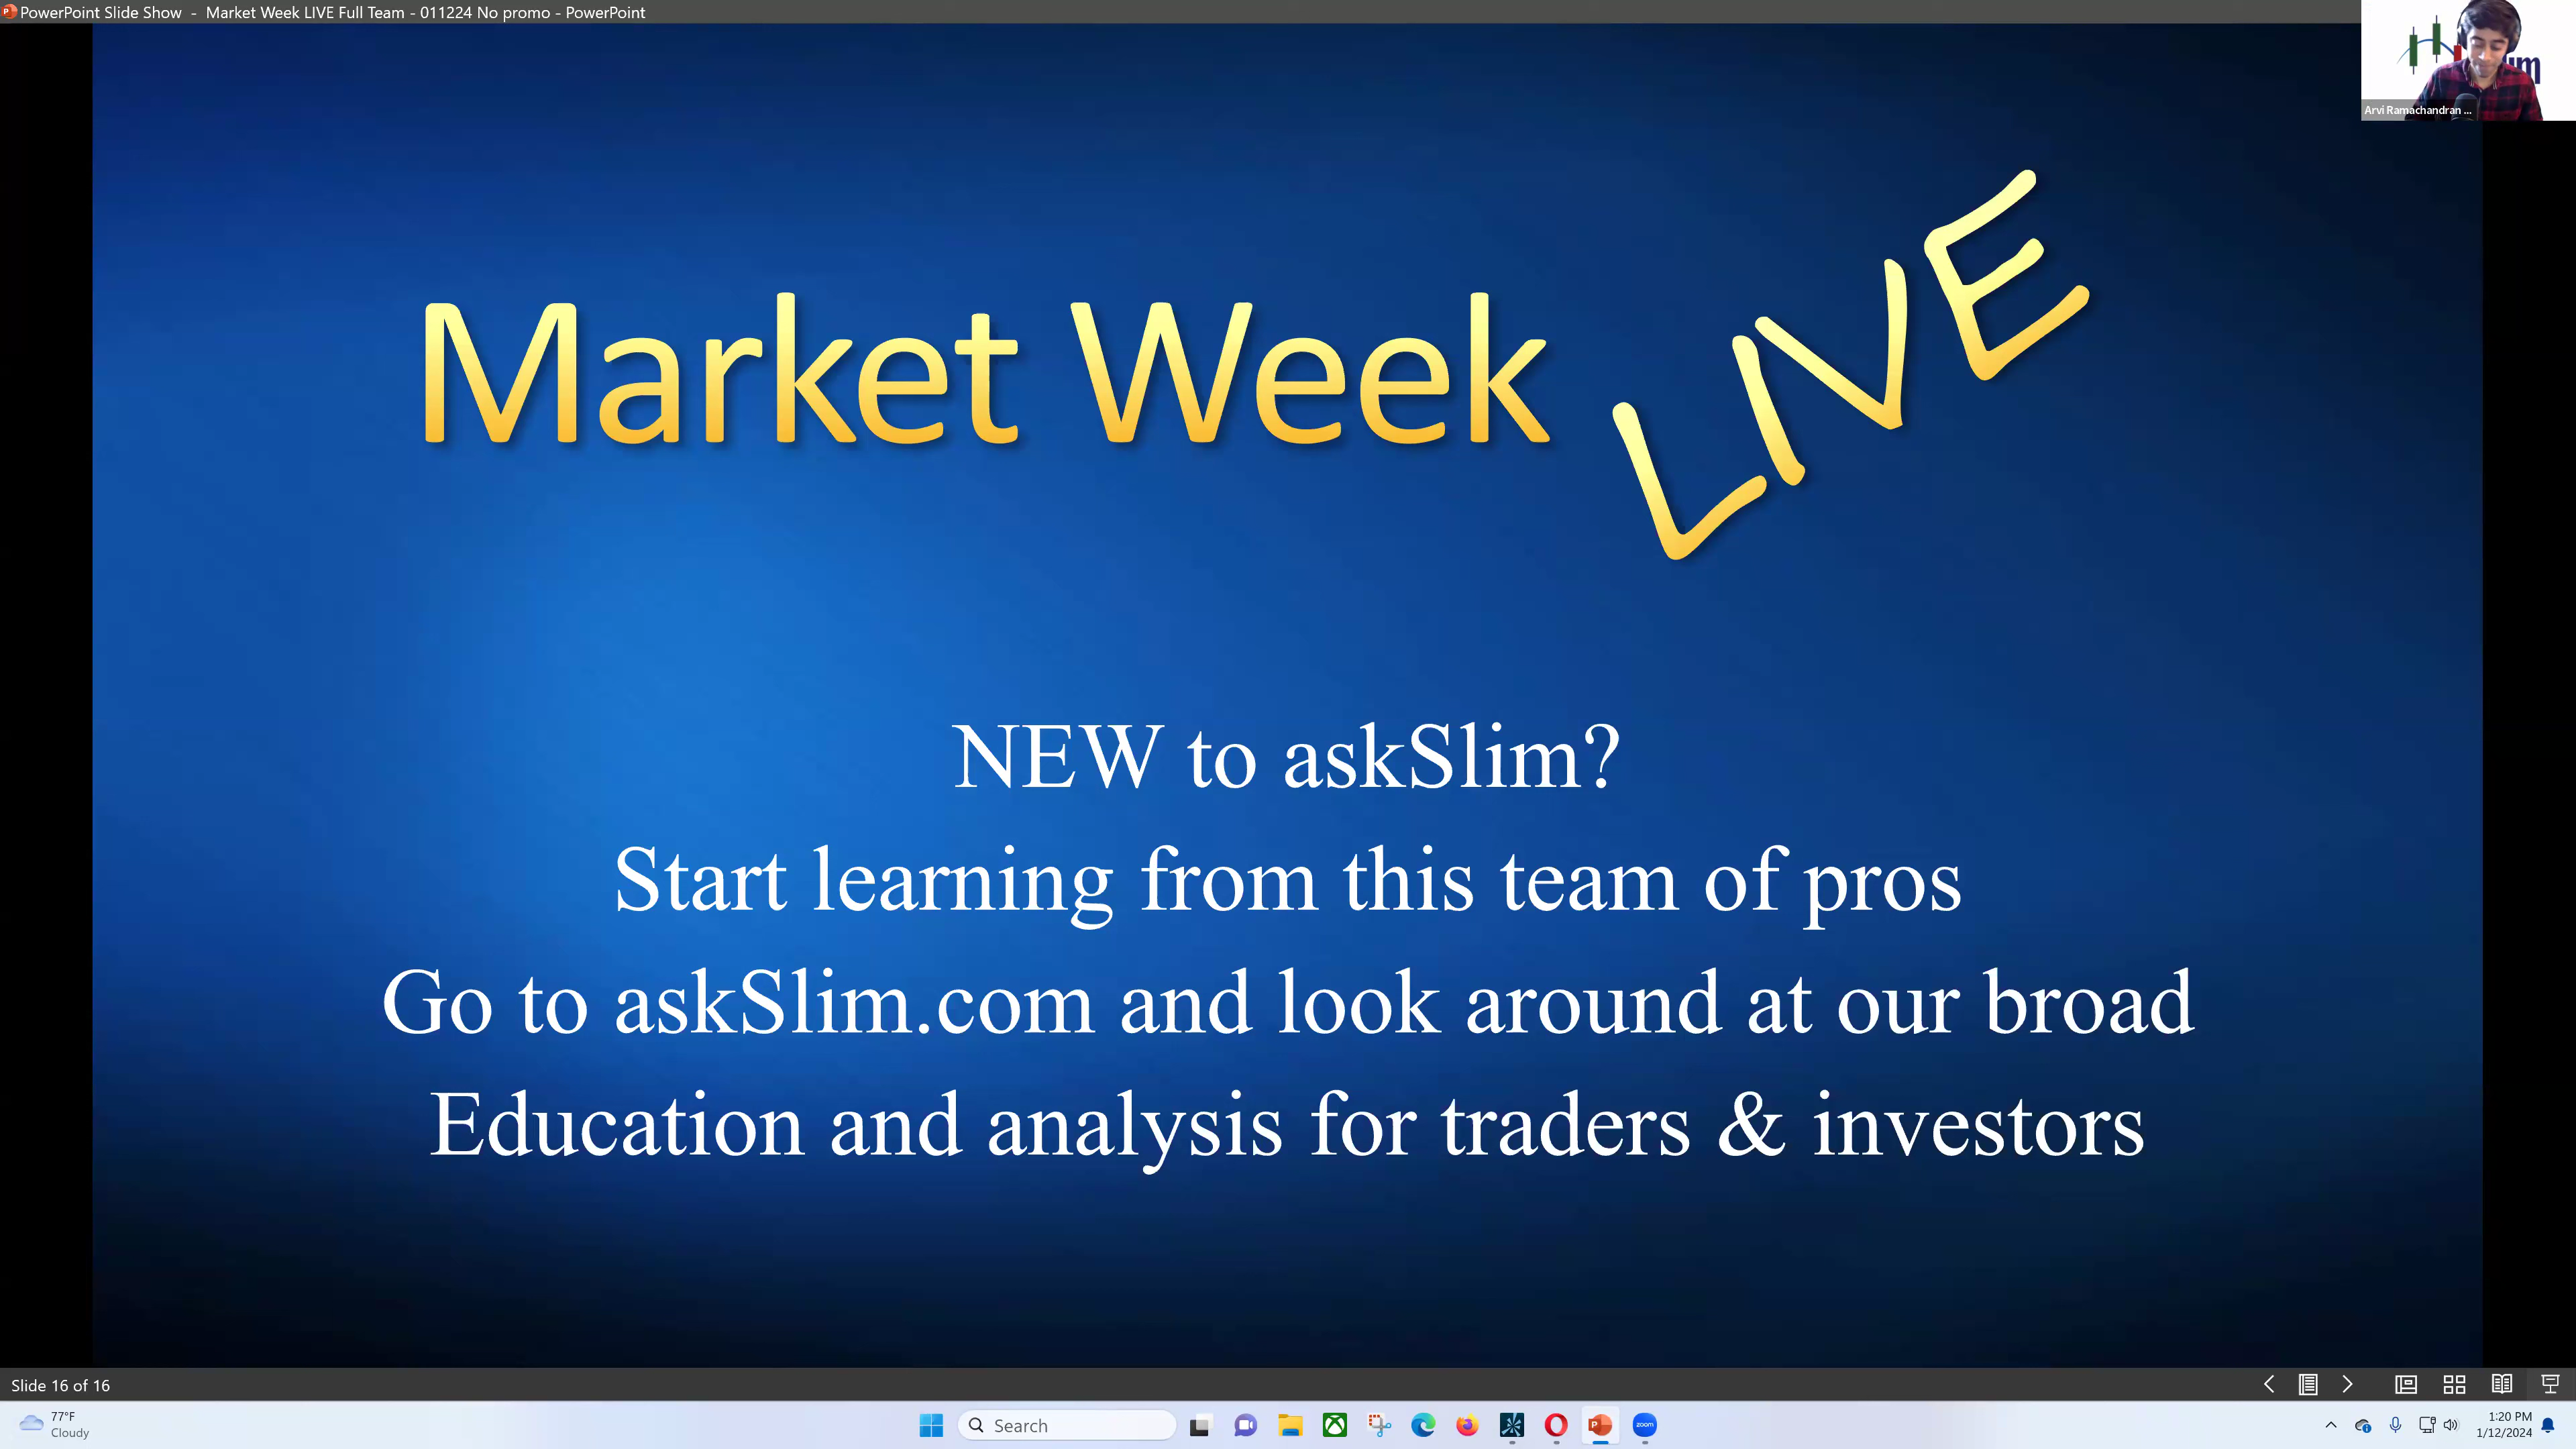 PowerPoint Slide Show - Market Week LIVE Full Team - 011224 No promo - PowerPoint
Arvi Ramachandran ...
Market Week LIVE
NEW to askSlim?
Start learning from this team of pros
Go to askSlim.com and look around at our broad
Education and analysis for traders & investors
Slide 16 of 16
77°F
Cloudy
Search
zoom
1:20 PM
1/12/2024